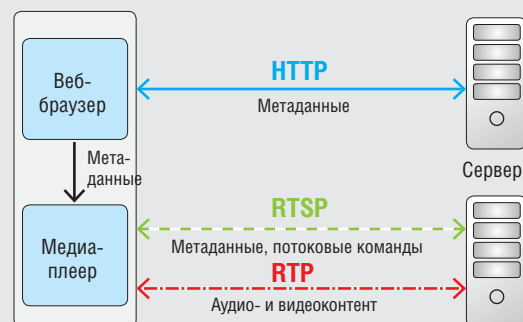 Веб-
браузер
HTTP
Метаданные
Мета-
данные
Сервер
RTSP
Метаданные, потоковые команды
Медиа-
плеер
RTP
Аудио- и видеоконтент